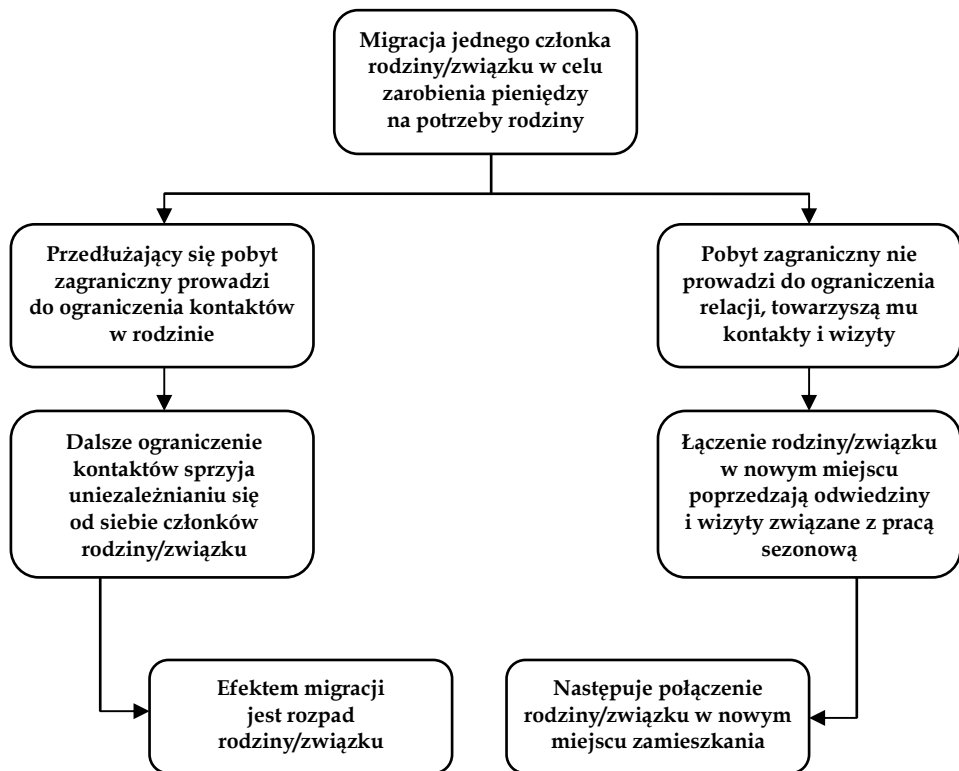 Migracja jednego członka
rodziny/związku w celu
zarobienia pieniędzy
na potrzeby rodziny
Przedłużający się pobyt
zagraniczny prowadzi
do ograniczenia kontaktów
w rodzinie
Pobyt zagraniczny nie
prowadzi do ograniczenia
relacji, towarzyszą mu
kontakty i wizyty
Dalsze ograniczenie
kontaktów sprzyja
uniezależnianiu się
od siebie członków
rodziny/związku
Łączenie rodziny/związku
w nowym miejscu
poprzedzają odwiedziny
i wizyty związane z pracą
sezonową
Efektem migracji
jest rozpad
rodziny/związku
Następuje połączenie
rodziny/związku w nowym
miejscu zamieszkania